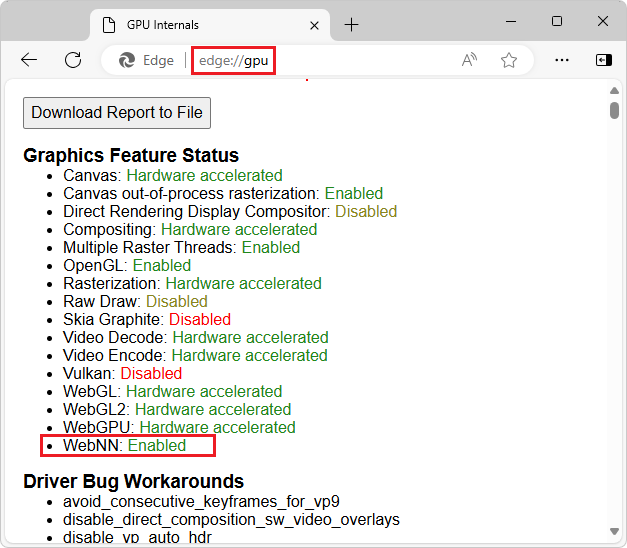 GPU Internals
Edge edge://gpu
Download Report to File
Graphics Feature Status
Canvas: Hardware accelerated
Canvas out-of-process rasterization: Enabled
Direct Rendering Display Compositor: Disabled
Compositing: Hardware accelerated
Multiple Raster Threads: Enabled
OpenGL: Enabled
Rasterization: Hardware accelerated
Raw Draw: Disabled
Skia Graphite: Disabled
Video Decode: Hardware accelerated
Video Encode: Hardware accelerated
Vulkan: Disabled
WebGL: Hardware accelerated
WebGL2: Hardware accelerated
WebGPU: Hardware accelerated
WebNN: Enabled
Driver Bug Workarounds
avoid_consecutive_keyframes_for_vp9
disable_direct_composition_sw_video_overlays
disable_vp_auto_hdr